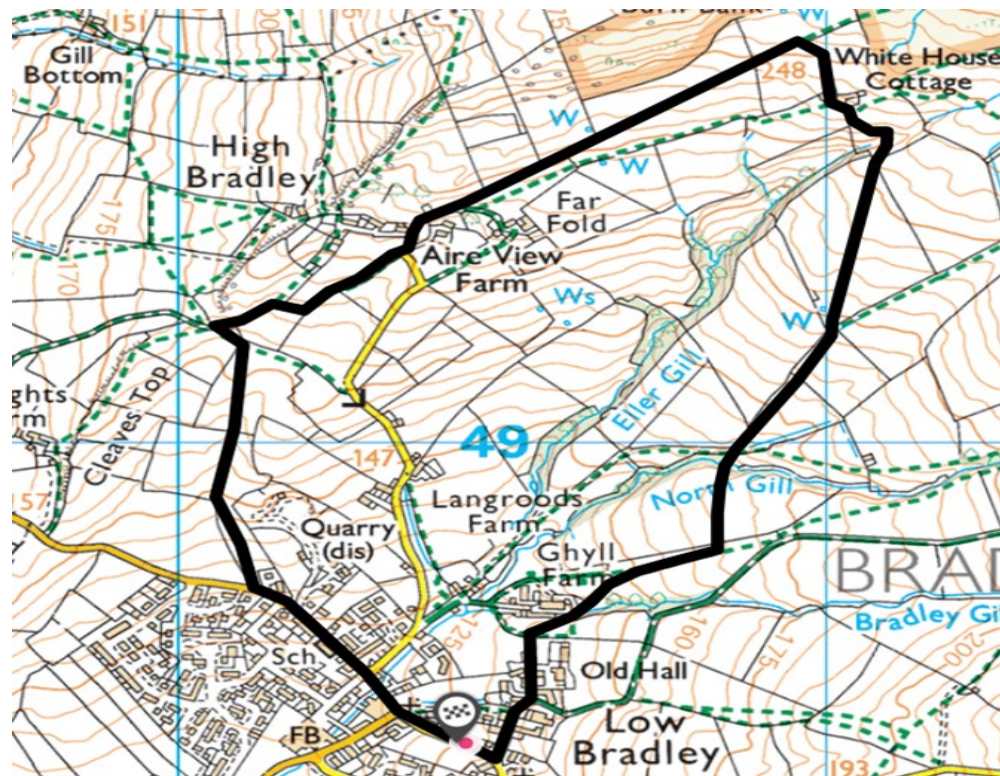 151
W
Gill
Bottom
White House
Cottage
248
W
High
Bradley
W
175
Far
Fold
Aire View
Farm
170
Ws
W
Eller Gill
Cleaves Top
49
147
North Gill
157
Langroods
Farm
Quarry
(dis)
Ghyll
Farm
BRAD
Bradley Gi
125
160
175
200
Sch
Old Hall
FB
Low
Bradley
193